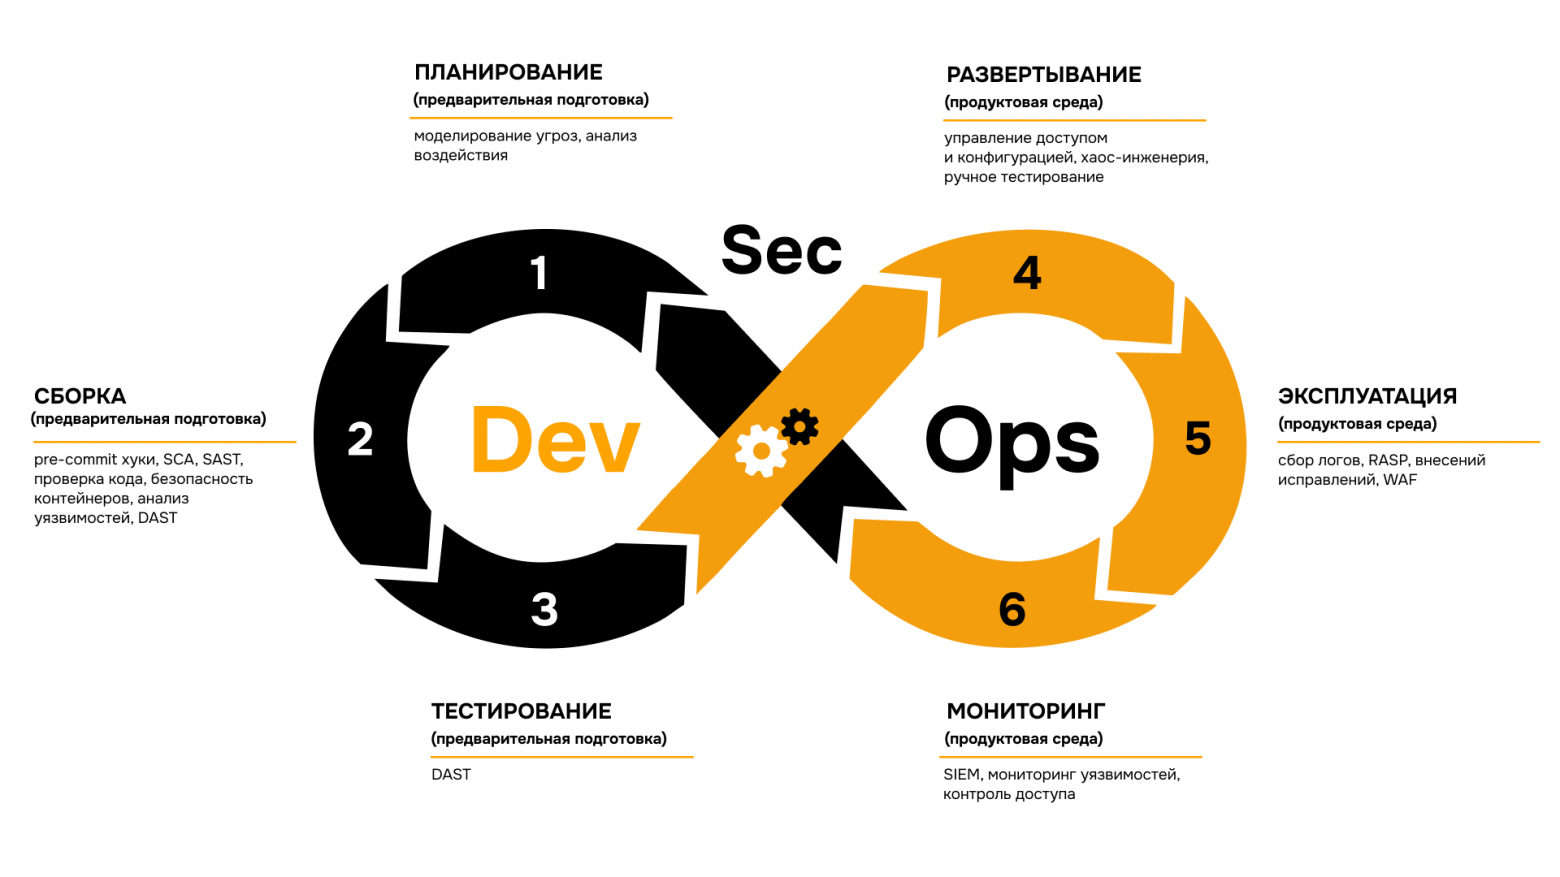 ПЛАНИРОВАНИЕ
(предварительная подготовка)
моделирование угроз, анализ
воздействия
РАЗВЕРТЫВАНИЕ
(продуктовая среда)
управление доступом
и конфигурацией, хаос-инженерия,
ручное тестирование
Sec
1
4
СБОРКА
(предварительная подготовка)
pre-commit хуки, SCA, SAST,
проверка кода, безопасность
контейнеров, анализ
уязвимостей, DAST
2
Dev
Ops
5
ЭКСПЛУАТАЦИЯ
(продуктовая среда)
сбор логов, RASP, внесений
исправлений, WAF
3
6
ТЕСТИРОВАНИЕ
(предварительная подготовка)
DAST
МОНИТОРИНГ
(продуктовая среда)
SIEM, мониторинг уязвимостей,
контроль доступа